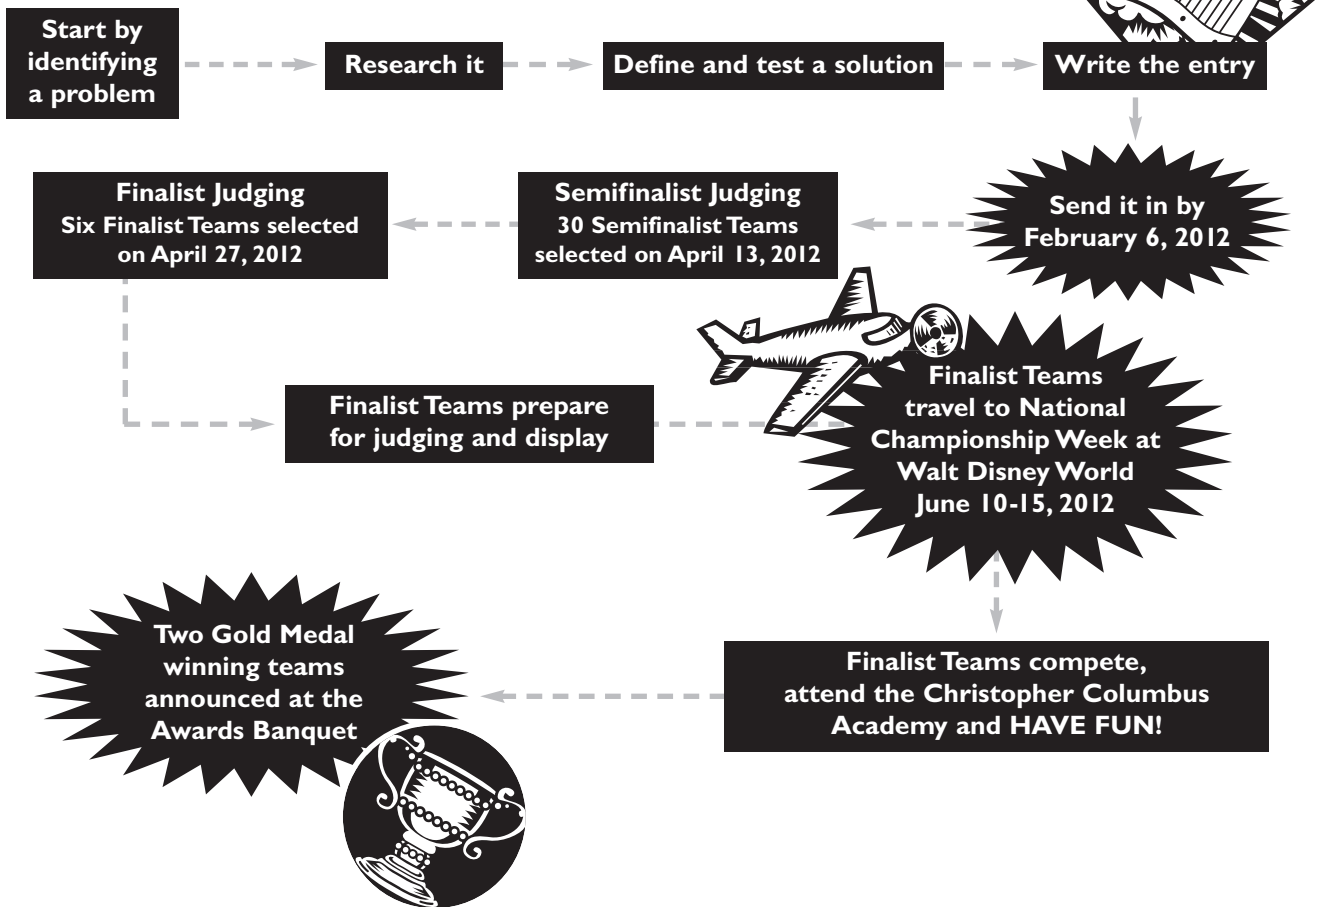 Start by
identifying
a problem
Research it
Define and test a solution
Write the entry
Send it in by
February 6, 2012
Semifinalist Judging
30 Semifinalist Teams
selected on April 13, 2012
Finalist Judging
Six Finalist Teams selected
on April 27, 2012
Finalist Teams prepare
for judging and display
Finalist Teams
travel to National
Championship Week at
Walt Disney World
June 10-15, 2012
Finalist Teams compete,
attend the Christopher Columbus
Academy and HAVE FUN!
Two Gold Medal
winning teams
announced at the
Awards Banquet